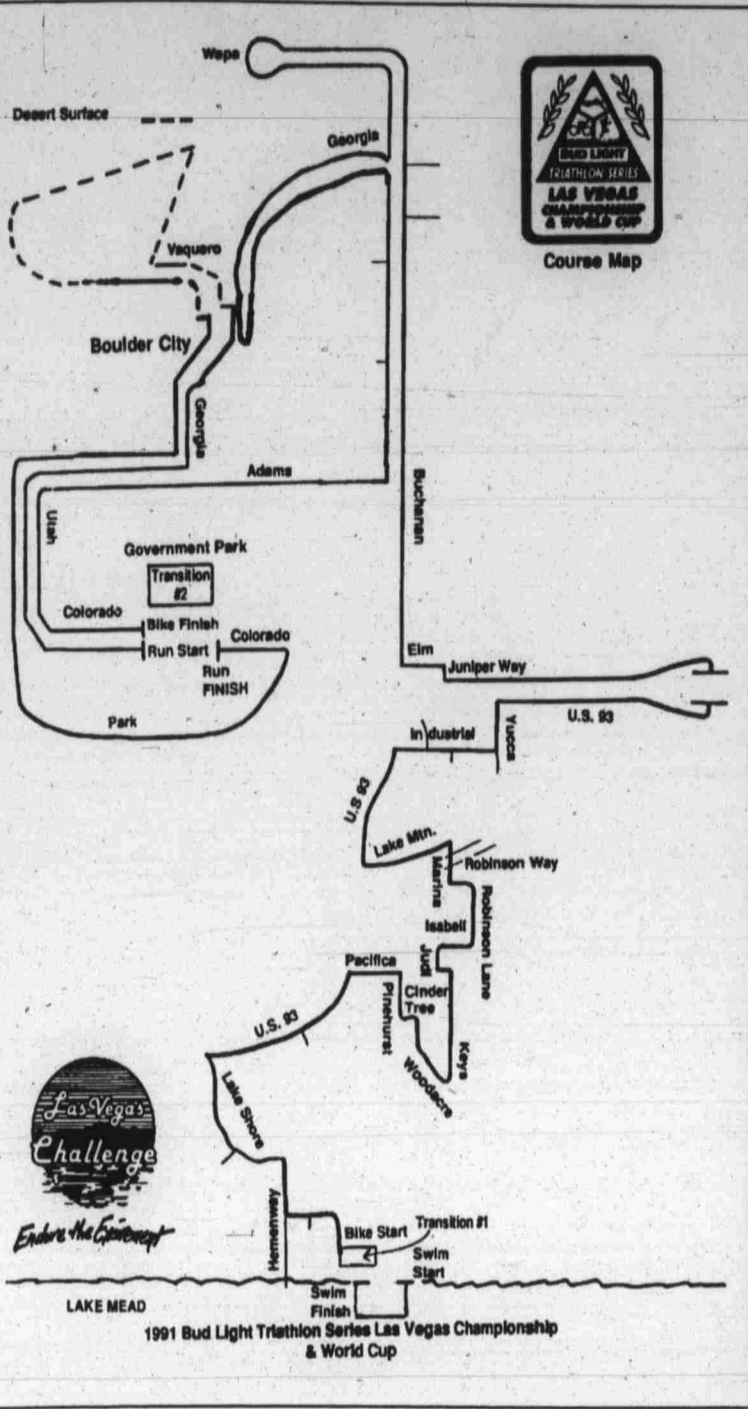 Wapa
Desert Surface
Georgia
BUD LIGHT
TRIATHLON SERIES
LAS VEGAS
CHAMPIONSHIP
& WORLD CUP
Course Map
Vaquero
Boulder City
Georgia
Adams
Buchanan
Utah
Government Park
Transition
#2
Colorado
Bike Finish
Colorado
Run Start
Run
FINISH
Park
Elm
Juniper Way
U.S. 93
Yucca
Industrial
U.S 93
Lake Mtn.
Robinson Way
Marina
Robinson Lane
Isabell
Judi
Pacifica
Pinehurst
Cinder
Tree
Keys
Woodacre
U.S. 93
Lake Shore
Las Vegas
Challenge
Endure the Excitement
Hemenway
Bike Start
Transition #1
Swim
Start
LAKE MEAD
Swim
Finish
1991 Bud Light Triathlon Series Las Vegas Championship
& World Cup